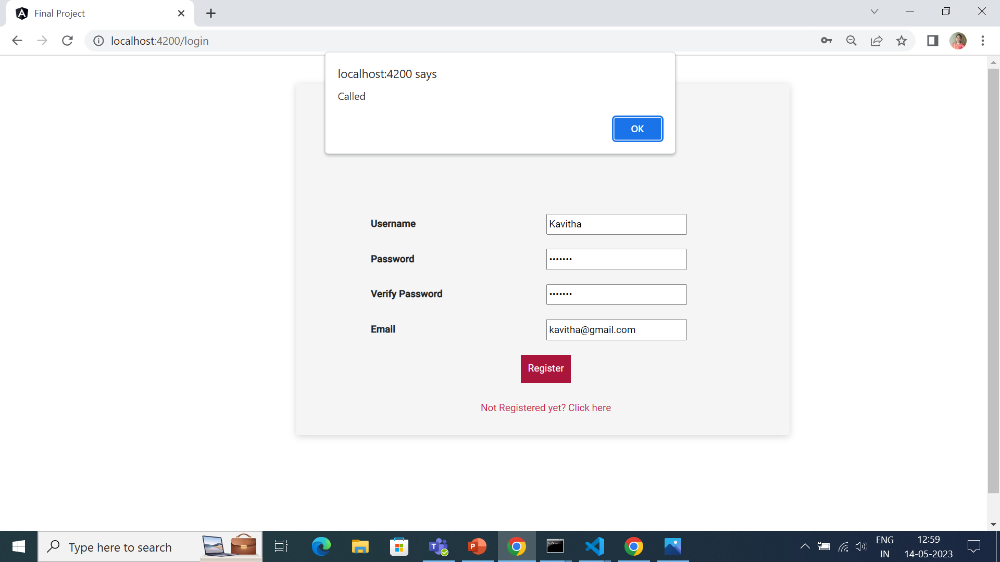 Final Project
localhost:4200/login
localhost:4200 says
Called
OK
Username
Kavitha
Password
•••••••
Verify Password
•••••••
Email
kavitha@gmail.com
Register
Not Registered yet? Click here
Type here to search
ENG
IN
12:59
14-05-2023